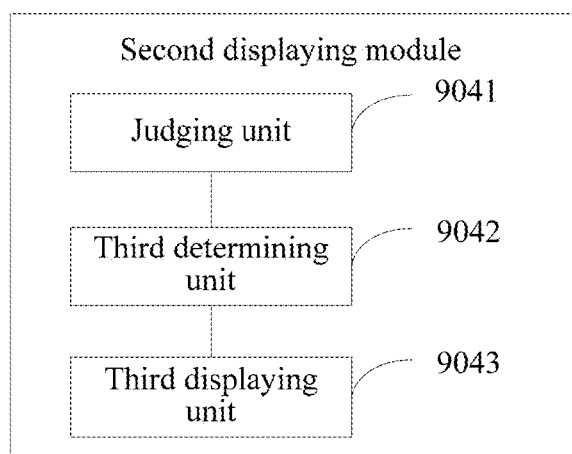 Second displaying module
9041
Judging unit
9042
Third determining
unit
9043
Third displaying
unit